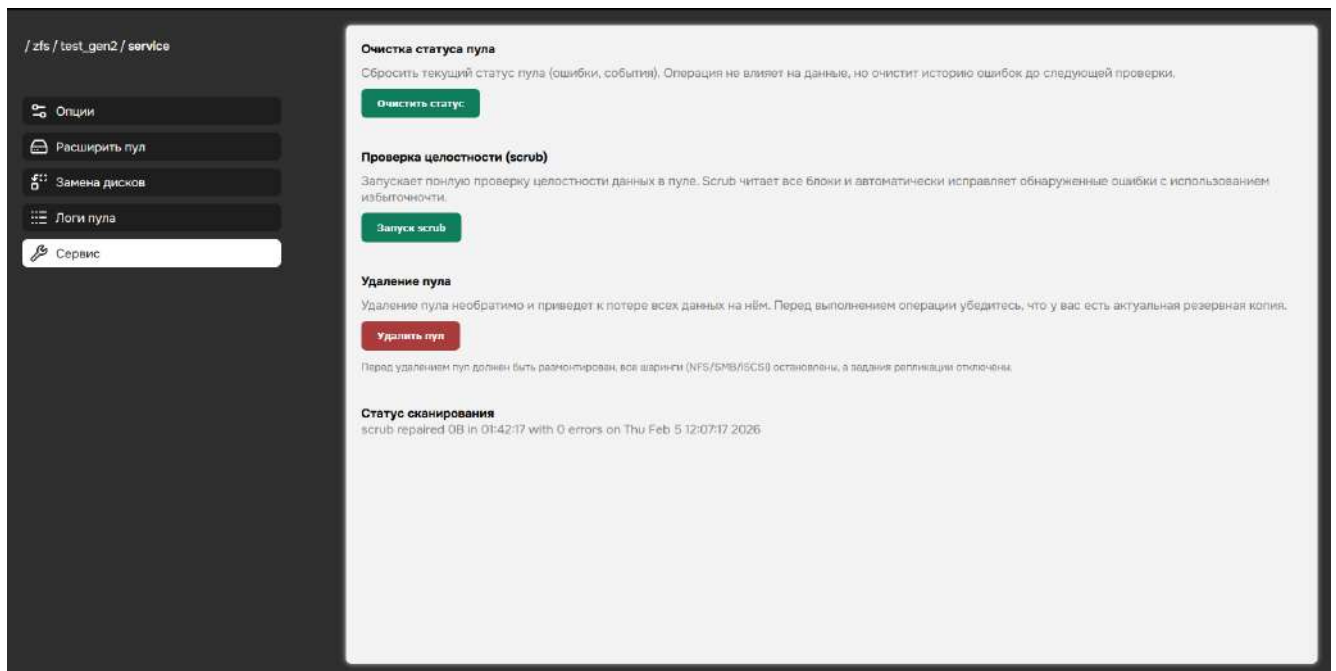 / zfs / test_gen2 / service
Опции
Расширить пул
Замена дисков
Логи пула
Сервис
Очистка статуса пула
Сбросить текущий статус пула (ошибки, события). Операция не влияет на данные, но очистит историю ошибок до следующей проверки.
Очистить статус
Проверка целостности (scrub)
Запускает понлую проверку целостности данных в пуле. Scrub читает все блоки и автоматически исправляет обнаруженные ошибки с использованием
избыточночти.
Запуск scrub
Удаление пула
Удаление пула необратимо и приведет к потере всех данных на нём. Перед выполнением операции убедитесь, что у вас есть актуальная резервная копия.
Удалить пул
Перед удалением пул должен быть размонтирован, все шаринги (NFS/SMB/iSCSI) остановлены, а задания репликации отключены.
Статус сканирования
scrub repaired 0B in 01:42:17 with 0 errors on Thu Feb 5 12:07:17 2026